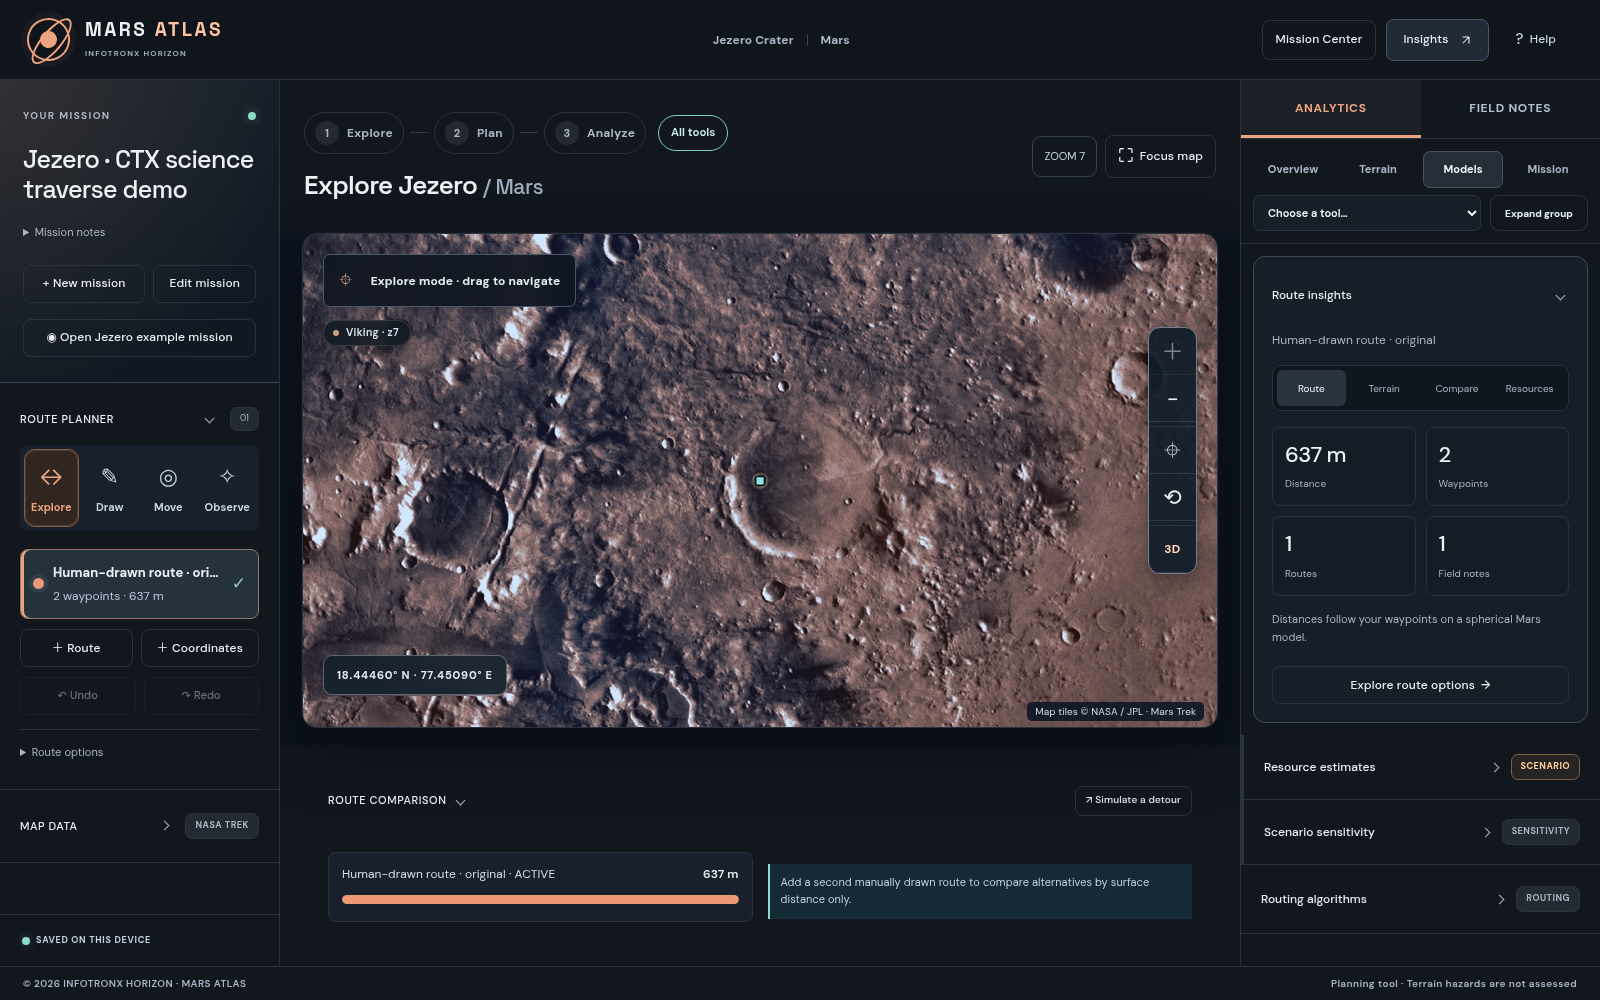 MARS ATLAS
INFOTRONX HORIZON
Jezero Crater | Mars
Mission Center
Insights ↗
? Help
YOUR MISSION
Jezero · CTX science
traverse demo
▶ Mission notes
+ New mission
Edit mission
◉ Open Jezero example mission
ROUTE PLANNER
01
Explore
Draw
Move
Observe
Human-drawn route · ori...
2 waypoints · 637 m
✓
+ Route
+ Coordinates
↶ Undo
↷ Redo
▶ Route options
MAP DATA
NASA TREK
SAVED ON THIS DEVICE
1 Explore
2 Plan
3 Analyze
All tools
Explore Jezero / Mars
ZOOM 7
Focus map
Explore mode · drag to navigate
Viking · z7
+
−
3D
18.44460° N · 77.45090° E
Map tiles © NASA / JPL · Mars Trek
ROUTE COMPARISON
↗ Simulate a detour
Human-drawn route · original · ACTIVE
637 m
Add a second manually drawn route to compare alternatives by surface
distance only.
ANALYTICS
FIELD NOTES
Overview
Terrain
Models
Mission
Choose a tool...
Expand group
Route insights
Human-drawn route · original
Route
Terrain
Compare
Resources
637 m
Distance
2
Waypoints
1
Routes
1
Field notes
Distances follow your waypoints on a spherical Mars
model.
Explore route options →
Resource estimates
SCENARIO
Scenario sensitivity
SENSITIVITY
Routing algorithms
ROUTING
© 2026 INFOTRONX HORIZON · MARS ATLAS
Planning tool · Terrain hazards are not assessed